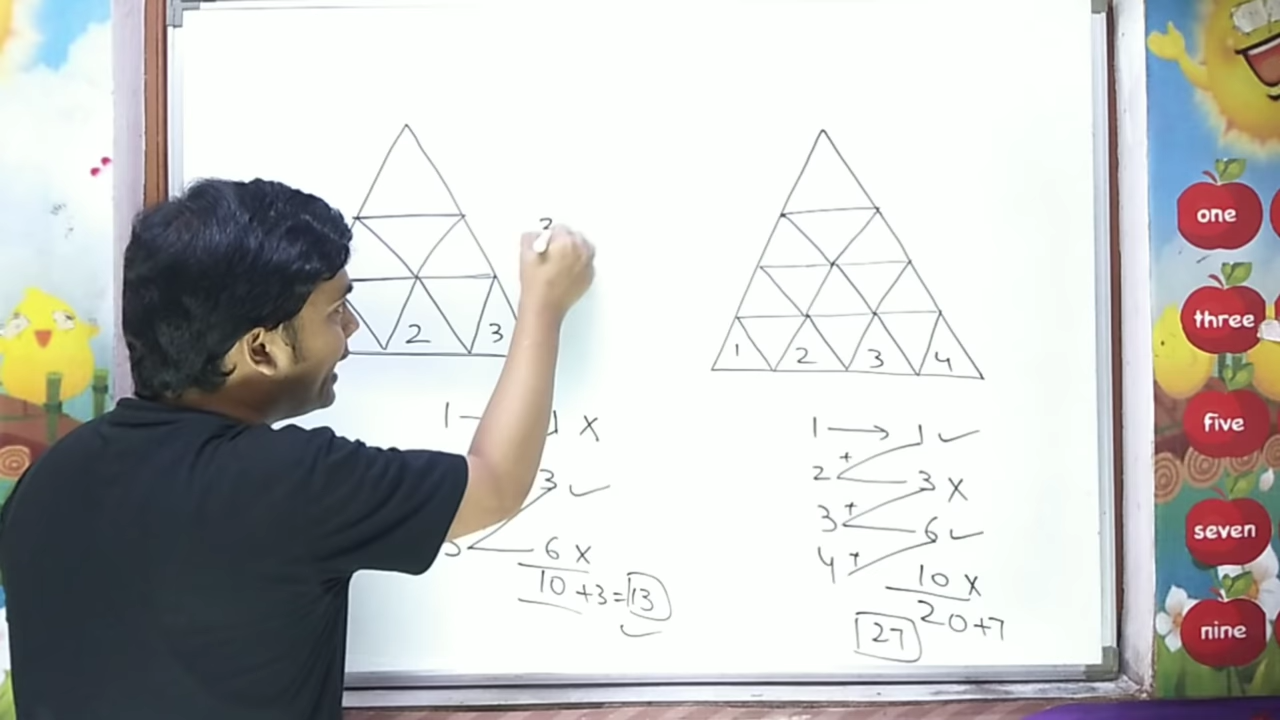 2
2 3
1 2 3 4
1 1 X
3 ✓
6 X
10 +3=13
✓
1 → 1 ✓
+
2 3 X
+
3 6 ✓
+
4 10 X
20+7
27
one
three
five
seven
nine